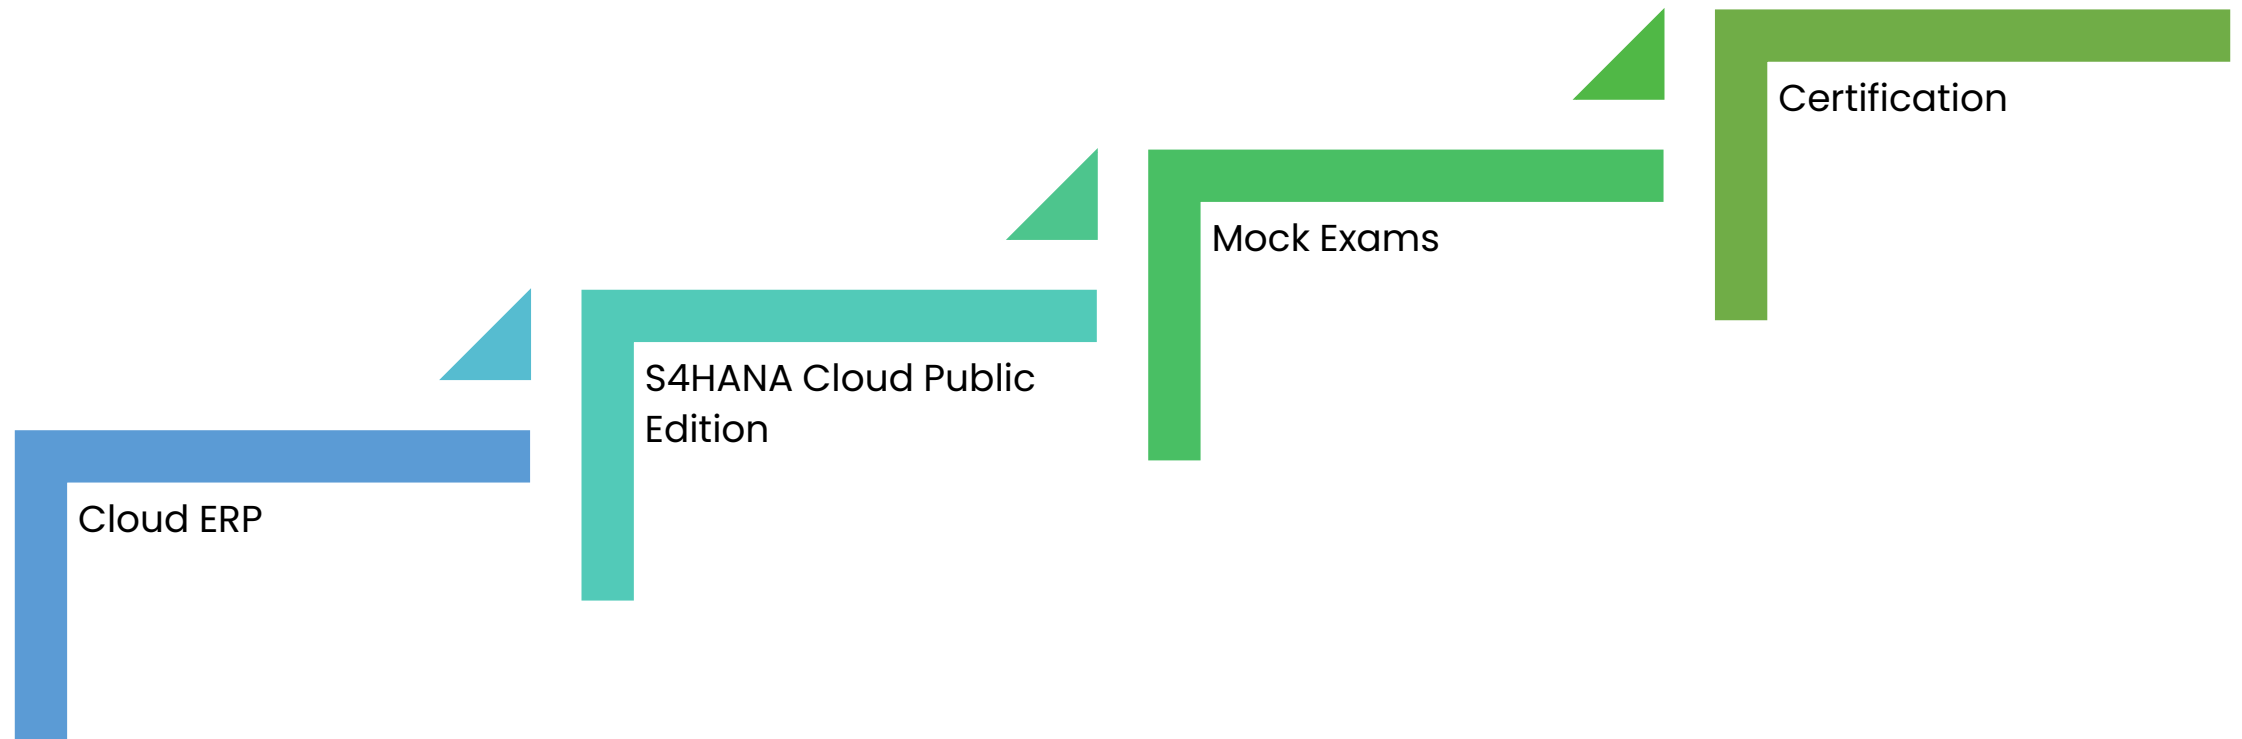 Certification
Mock Exams
S4HANA Cloud Public
Edition
Cloud ERP